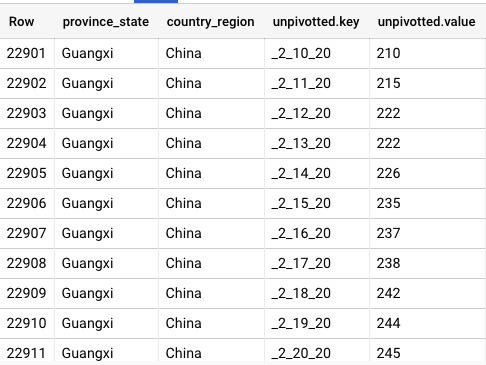 Row province_state country_region unpivotted.key unpivotted.value
22901 Guangxi China _2_10_20 210
22902 Guangxi China _2_11_20 215
22903 Guangxi China _2_12_20 222
22904 Guangxi China _2_13_20 222
22905 Guangxi China _2_14_20 226
22906 Guangxi China _2_15_20 235
22907 Guangxi China _2_16_20 237
22908 Guangxi China _2_17_20 238
22909 Guangxi China _2_18_20 242
22910 Guangxi China _2_19_20 244
22911 Guangxi China _2_20_20 245